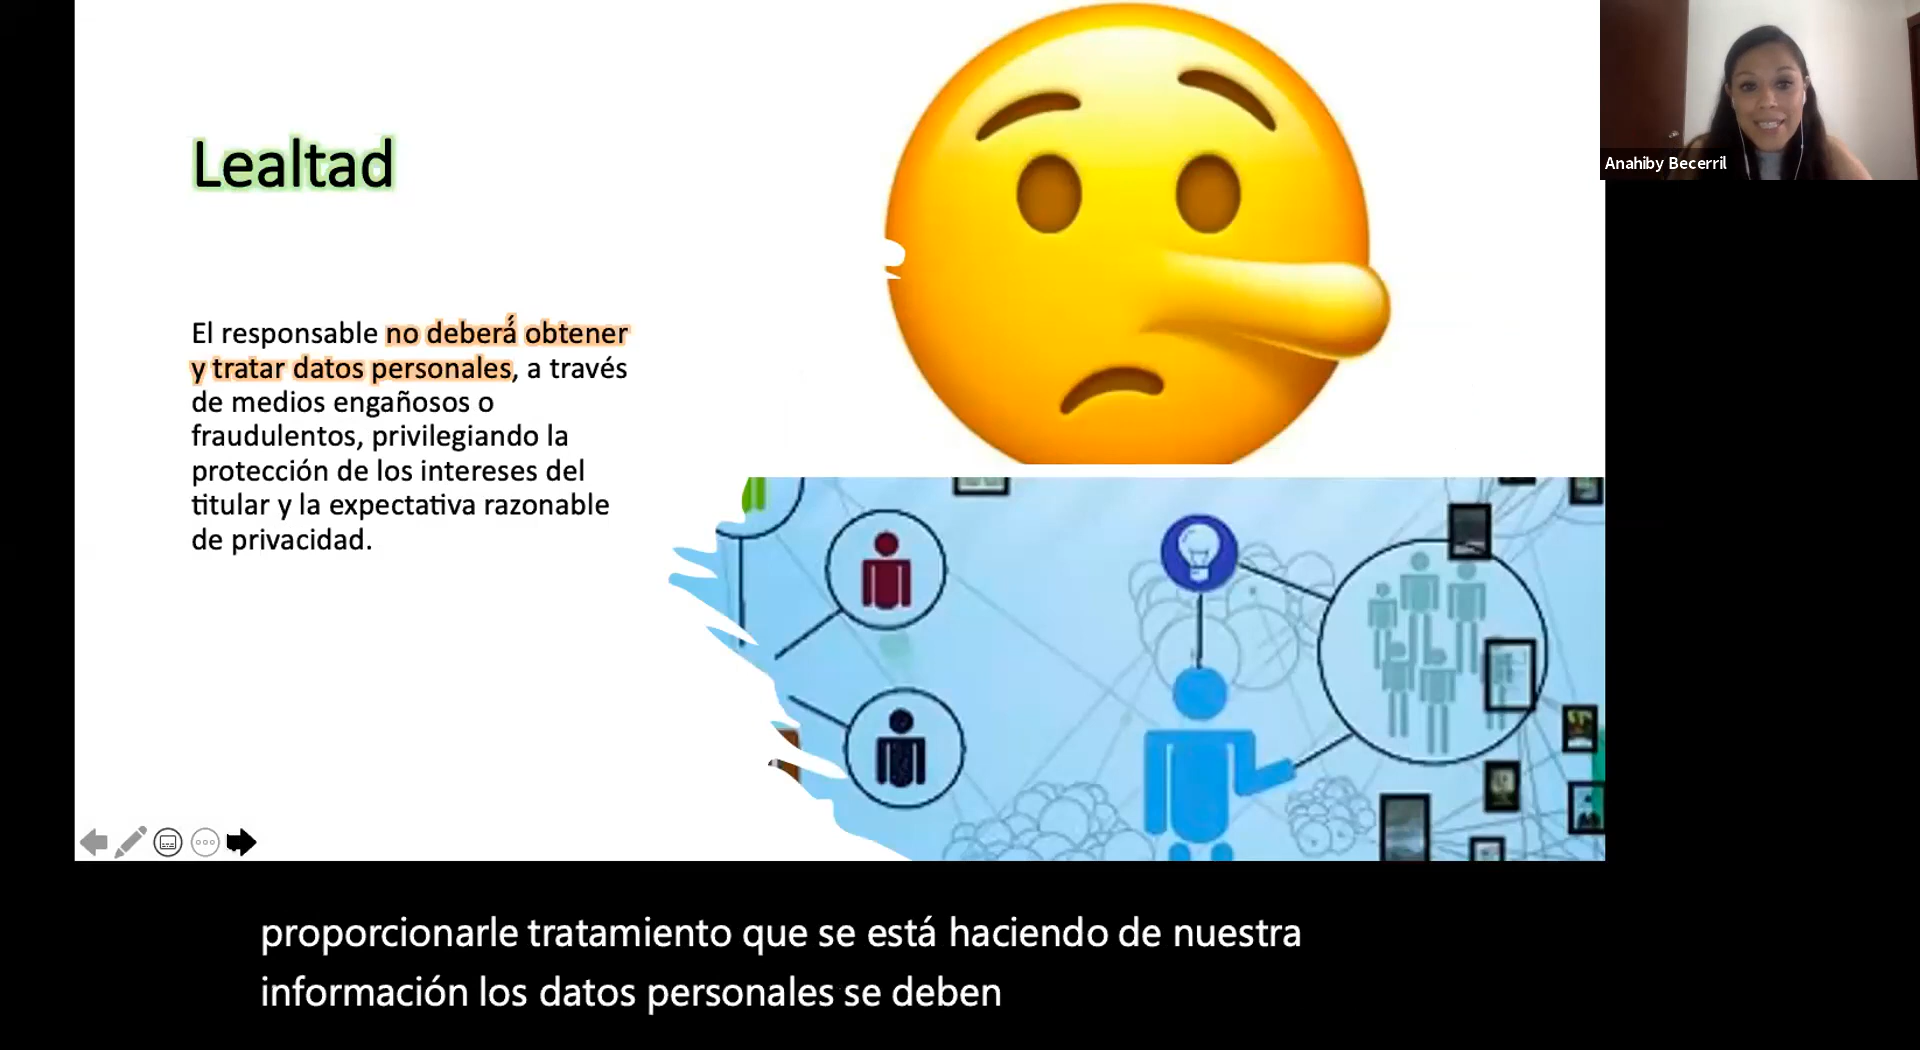 Lealtad
El responsable no deberá́ obtener
y tratar datos personales, a través
de medios engañosos o
fraudulentos, privilegiando la
protección de los intereses del
titular y la expectativa razonable
de privacidad.
Anahiby Becerril
proporcionarle tratamiento que se está haciendo de nuestra
información los datos personales se deben